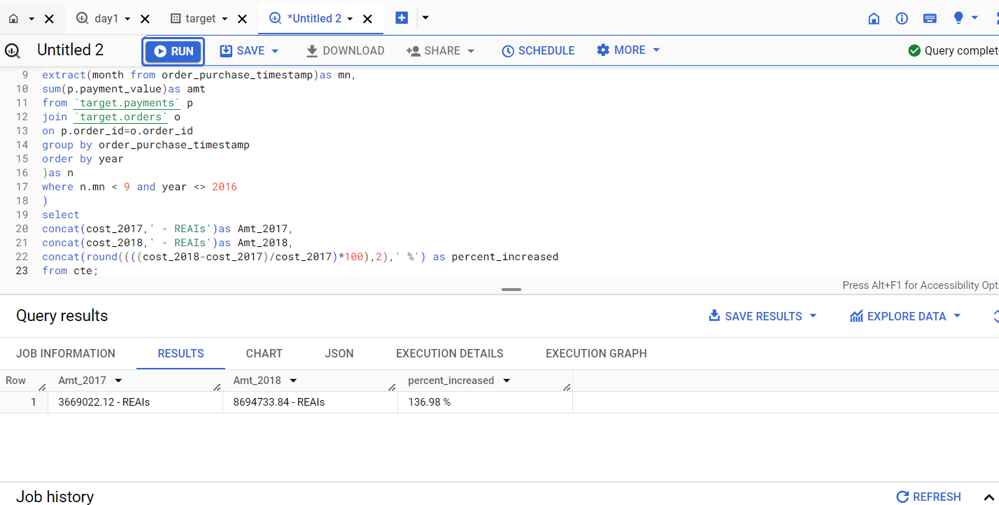 day1
target
*Untitled 2
Untitled 2
RUN
SAVE
DOWNLOAD
SHARE
SCHEDULE
MORE
Query complet
9 extract(month from order_purchase_timestamp)as mn,
10 sum(p.payment_value)as amt
11 from `target.payments` p
12 join `target.orders` o
13 on p.order_id=o.order_id
14 group by order_purchase_timestamp
15 order by year
16 )as n
17 where n.mn < 9 and year <> 2016
18 )
19 select
20 concat(cost_2017,' - REAIs')as Amt_2017,
21 concat(cost_2018,' - REAIs')as Amt_2018,
22 concat(round((((cost_2018-cost_2017)/cost_2017)*100),2),' %') as percent_increased
23 from cte;
Press Alt+F1 for Accessibility Opt
Query results
SAVE RESULTS
EXPLORE DATA
JOB INFORMATION
RESULTS
CHART
JSON
EXECUTION DETAILS
EXECUTION GRAPH
Row Amt_2017 Amt_2018 percent_increased
1 3669022.12 - REAIs 8694733.84 - REAIs 136.98 %
Job history
REFRESH